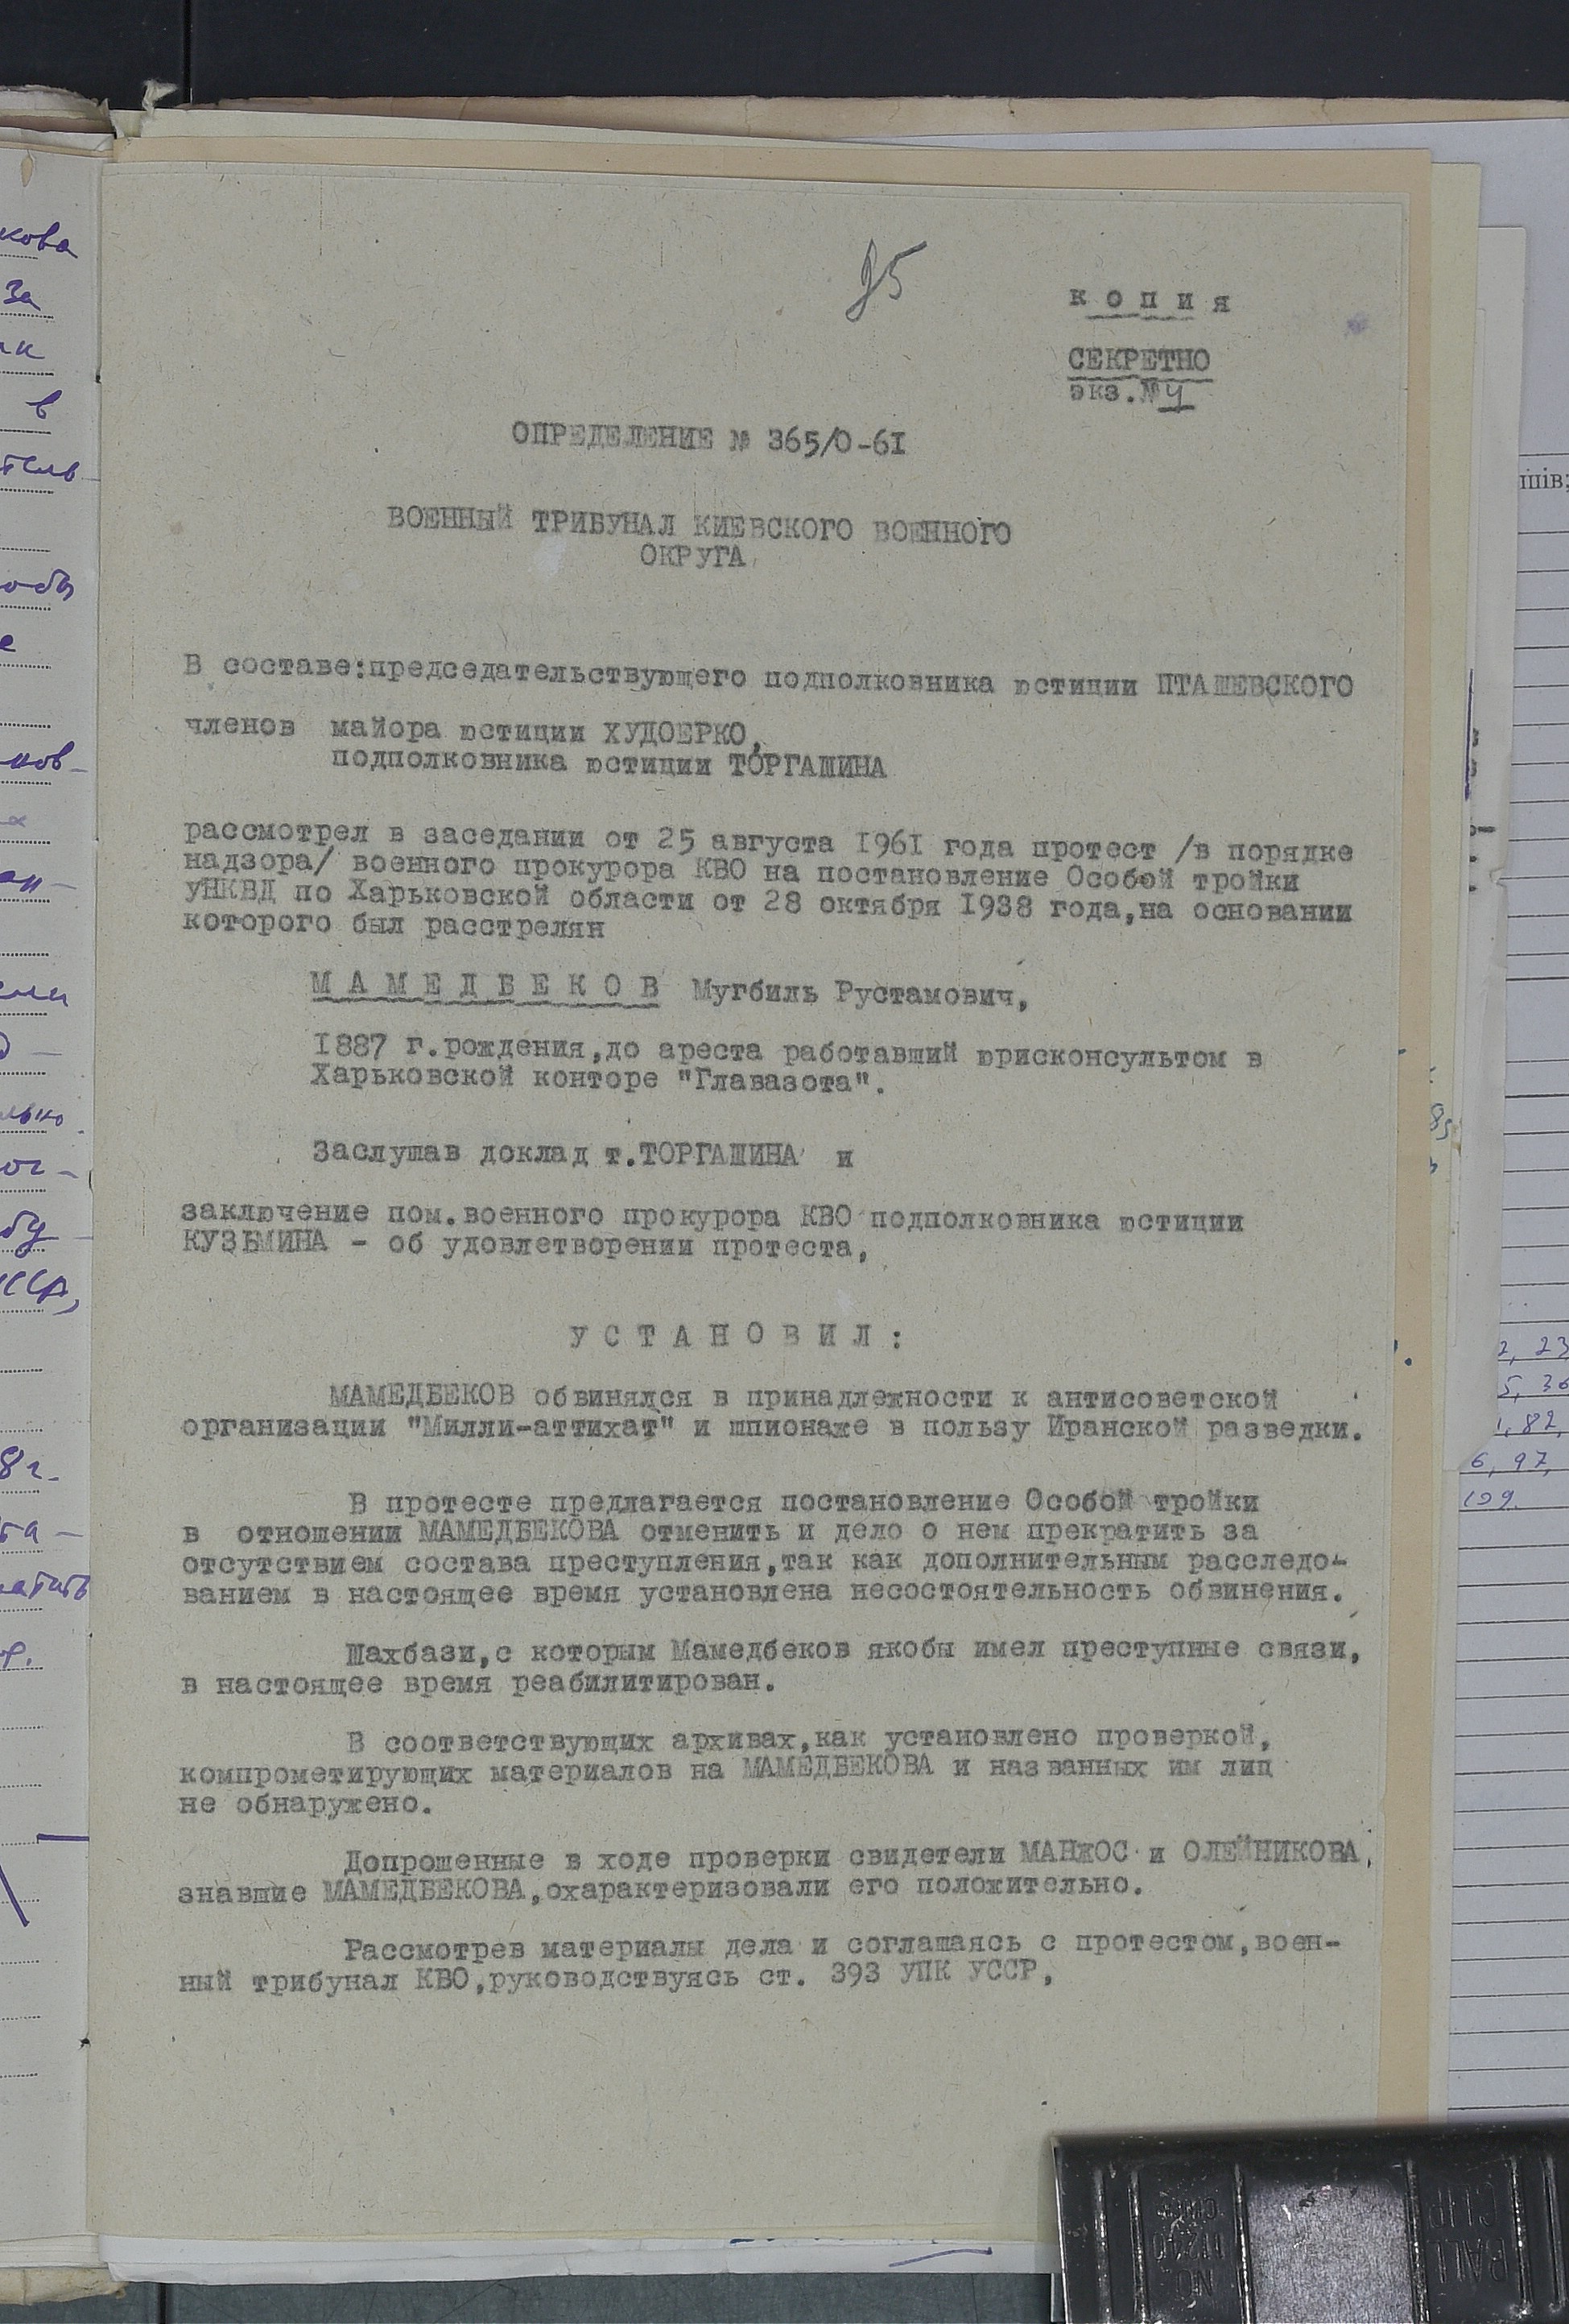 95
к о п и я
СЕКРЕТНО
экз.№4
ОПРЕДЕЛЕНИЕ № 365/0-61
ВОЕННЫЙ ТРИБУНАЛ КИЕВСКОГО ВОЕННОГО
ОКРУГА
В составе:председательствующего подполковника юстиции ПТАШЕВСКОГО
членов майора юстиции ХУДОЕРКО,
подполковника юстиции ТОРГАШИНА
рассмотрел в заседании от 25 августа 1961 года протест /в порядке
надзора/ военного прокурора КВО на постановление Особой тройки
УНКВД по Харьковской области от 28 октября 1938 года,на основании
которого был расстрелян
М А М Е Д Б Е К О В Мугбиль Рустамович,
1887 г.рождения,до ареста работавший юрисконсультом в
Харьковской конторе "Главазота".
Заслушав доклад т.ТОРГАШИНА и
заключение пом.военного прокурора КВО подполковника юстиции
КУЗЬМИНА - об удовлетворении протеста,
У С Т А Н О В И Л :
МАМЕДБЕКОВ обвинялся в принадлежности к антисоветской
организации "Милли-аттихат" и шпионаже в пользу Иранской разведки.
В протесте предлагается постановление Особой тройки
в отношении МАМЕДБЕКОВА отменить и дело о нем прекратить за
отсутствием состава преступления,так как дополнительным расследо-
ванием в настоящее время установлена несостоятельность обвинения.
Шахбази,с которым Мамедбеков якобы имел преступные связи,
в настоящее время реабилитирован.
В соответствующих архивах,как установлено проверкой,
компрометирующих материалов на МАМЕДБЕКОВА и названных им лиц
не обнаружено.
Допрошенные в ходе проверки свидетели МАНЖОС и ОЛЕЙНИКОВА,
знавшие МАМЕДБЕКОВА,охарактеризовали его положительно.
Рассмотрев материалы дела и соглашаясь с протестом,воен-
ный трибунал КВО,руководствуясь ст. 393 УПК УССР,